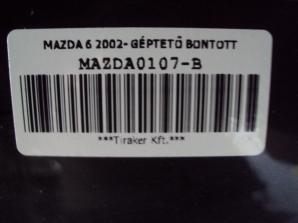 MAZDA 6 2002- GÉPTETŐ BONTOTT
MAZDA0107-B
***Tiraker Kft.***